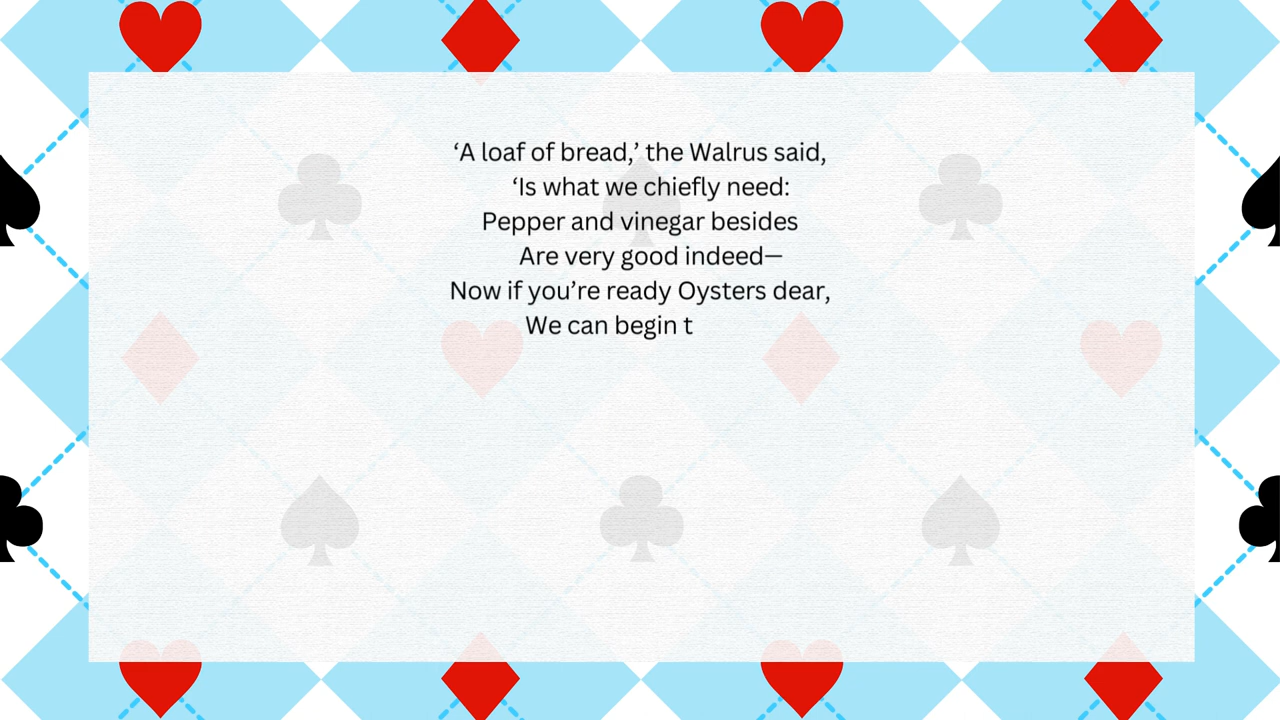 ‘A loaf of bread,’ the Walrus said,
‘Is what we chiefly need:
Pepper and vinegar besides
Are very good indeed—
Now if you’re ready Oysters dear,
We can begin t